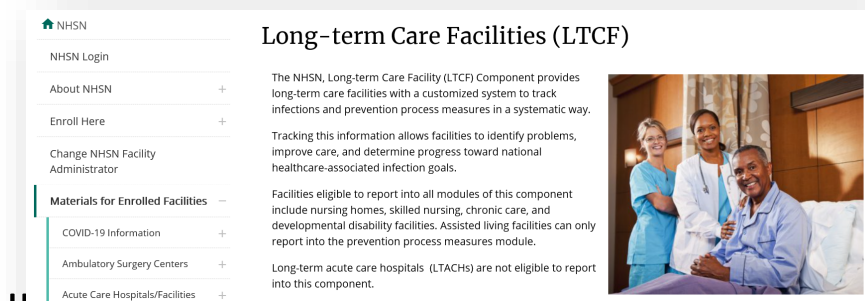 NHSN
NHSN Login
About NHSN
Enroll Here
Change NHSN Facility
Administrator
Materials for Enrolled Facilities
COVID-19 Information
Ambulatory Surgery Centers
Acute Care Hospitals/Facilities
Long-term Care Facilities (LTCF)
The NHSN, Long-term Care Facility (LTCF) Component provides
long-term care facilities with a customized system to track
infections and prevention process measures in a systematic way.
Tracking this information allows facilities to identify problems,
improve care, and determine progress toward national
healthcare-associated infection goals.
Facilities eligible to report into all modules of this component
include nursing homes, skilled nursing, chronic care, and
developmental disability facilities. Assisted living facilities can only
report into the prevention process measures module.
Long-term acute care hospitals (LTACHs) are not eligible to report
into this component.